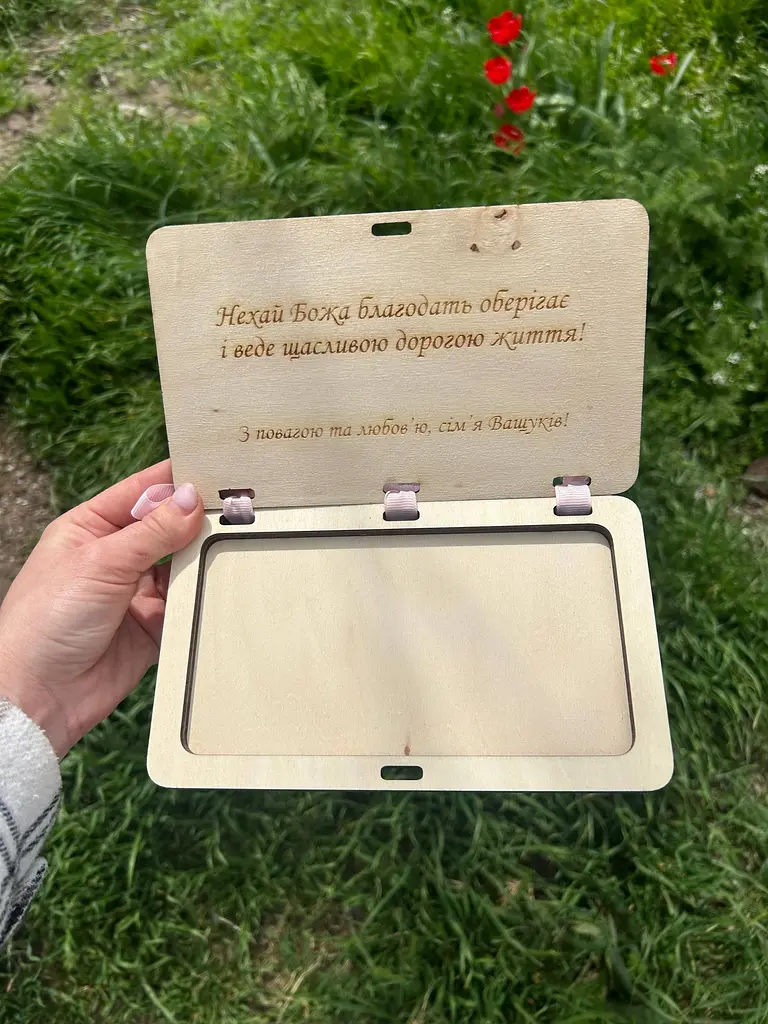 Нехай Божа благодать оберігає
і веде щасливою дорогою життя!
З повагою та любов'ю, сім'я Ващуків!